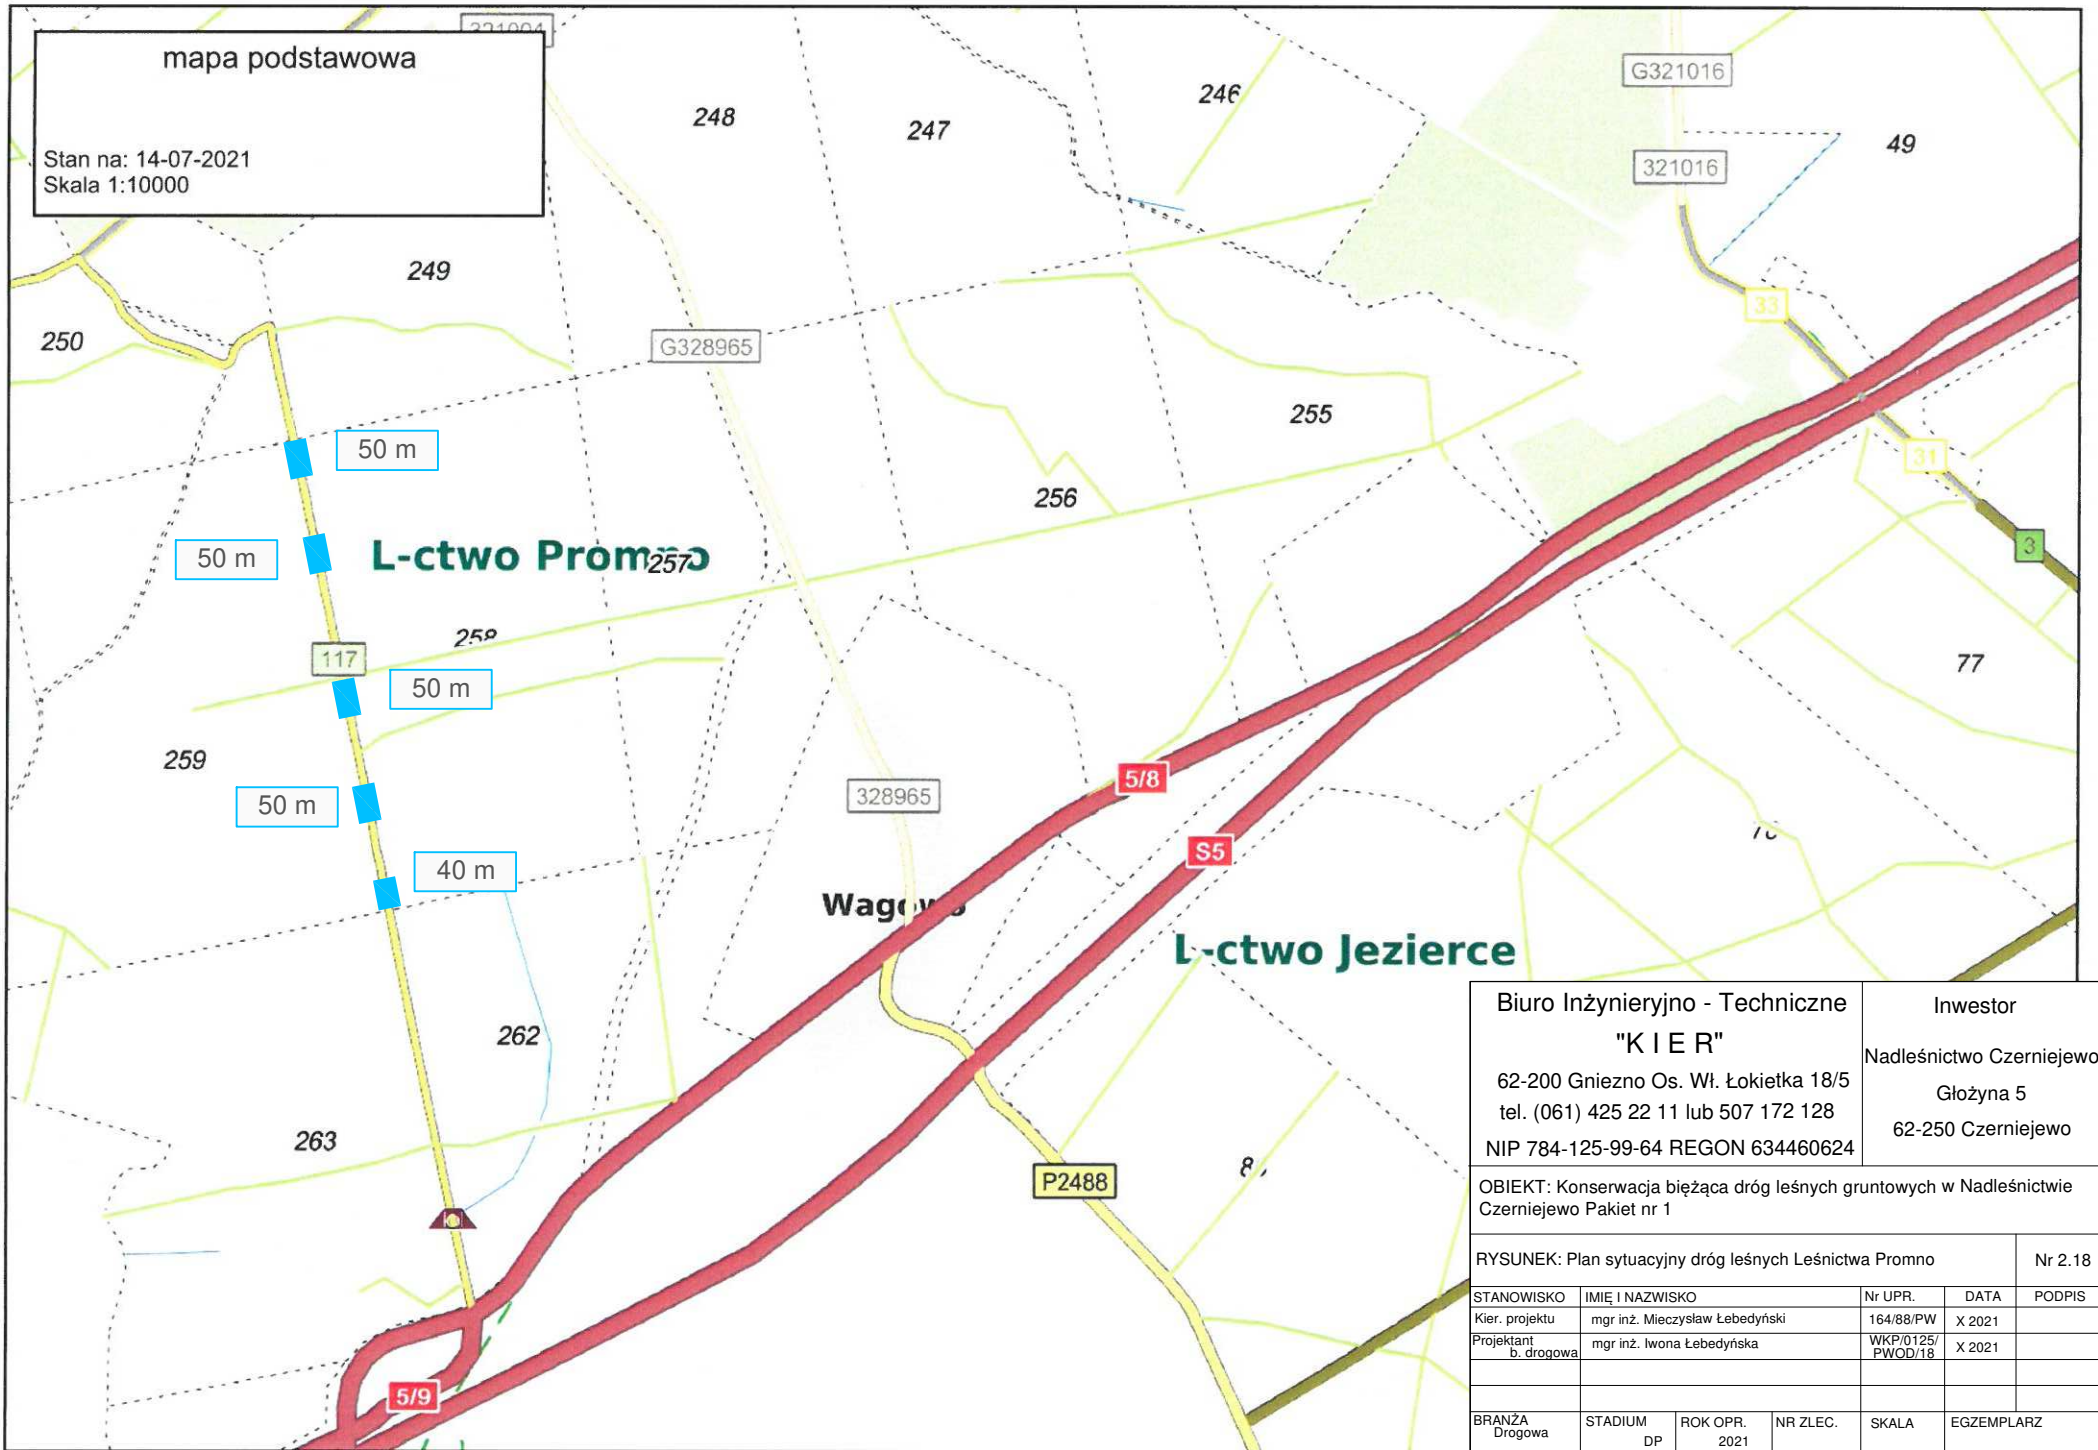 mapa podstawowa
Stan na: 14-07-2021
Skala 1:10000
248
247
246
G321016
321016
49
249
250
G328965
33
255
31
3
50 m
256
50 m
L-ctwo Promno
257
258
117
50 m
77
259
50 m
328965
5/8
S5
40 m
Wagowo
L-ctwo Jezierce
262
263
P2488
5/9
Biuro Inżynieryjno - Techniczne
"K I E R"
62-200 Gniezno Os. Wł. Łokietka 18/5
tel. (061) 425 22 11 lub 507 172 128
NIP 784-125-99-64 REGON 634460624
Inwestor
Nadleśnictwo Czerniejewo
Głożyna 5
62-250 Czerniejewo
OBIEKT: Konserwacja bieżąca dróg leśnych gruntowych w Nadleśnictwie
Czerniejewo Pakiet nr 1
RYSUNEK: Plan sytuacyjny dróg leśnych Leśnictwa Promno
Nr 2.18
STANOWISKO IMIĘ I NAZWISKO Nr UPR. DATA PODPIS
Kier. projektu mgr inż. Mieczysław Łebedyński 164/88/PW X 2021
Projektant b. drogowa mgr inż. Iwona Łebedyńska WKP/0125/ PWOD/18 X 2021
BRANŻA STADIUM ROK OPR. NR ZLEC. SKALA EGZEMPLARZ
Drogowa DP 2021